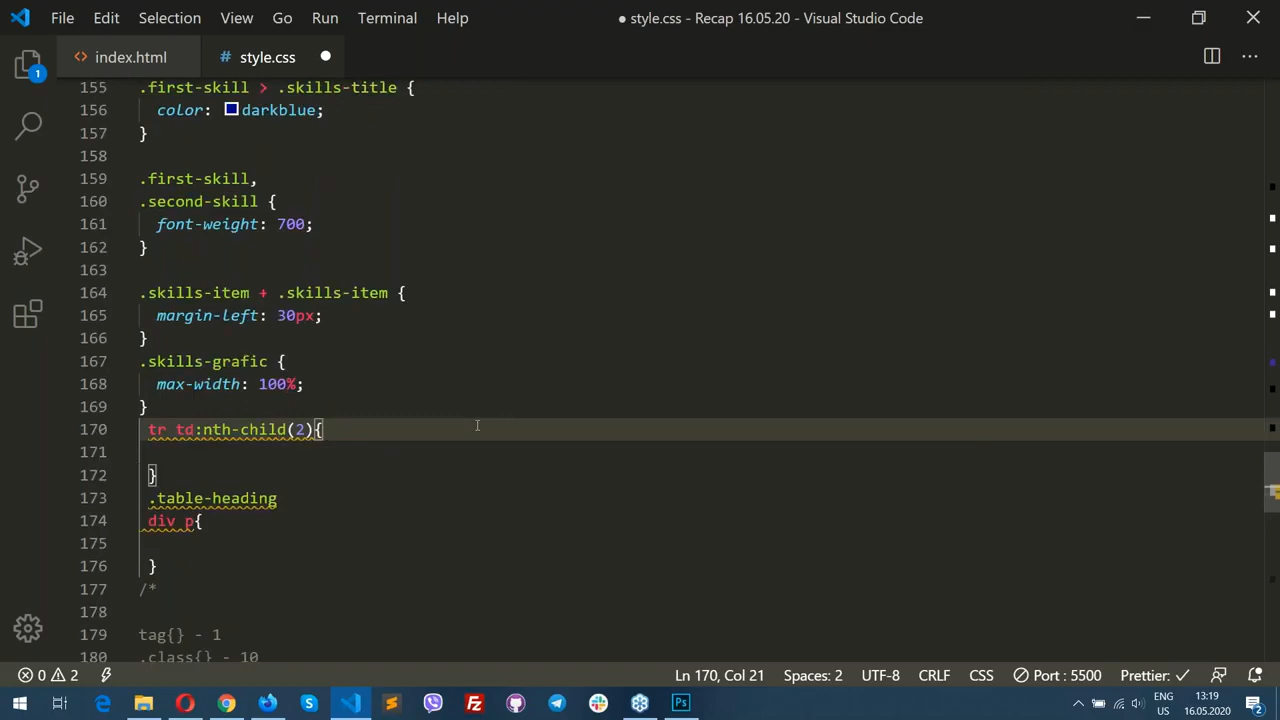 File Edit Selection View Go Run Terminal Help ● style.css - Recap 16.05.20 - Visual Studio Code
<> index.html # style.css
155 .first-skill > .skills-title {
156 color: darkblue;
157 }
158
159 .first-skill,
160 .second-skill {
161 font-weight: 700;
162 }
163
164 .skills-item + .skills-item {
165 margin-left: 30px;
166 }
167 .skills-grafic {
168 max-width: 100%;
169 }
170 tr td:nth-child(2){
171
172 }
173 .table-heading
174 div p{
175
176 }
177 /*
178
179 tag{} - 1
180 .class{} - 10
1
0 2 Ln 170, Col 21 Spaces: 2 UTF-8 CRLF CSS Port : 5500 Prettier: ✓
ENG 13:19
US 16.05.2020 2